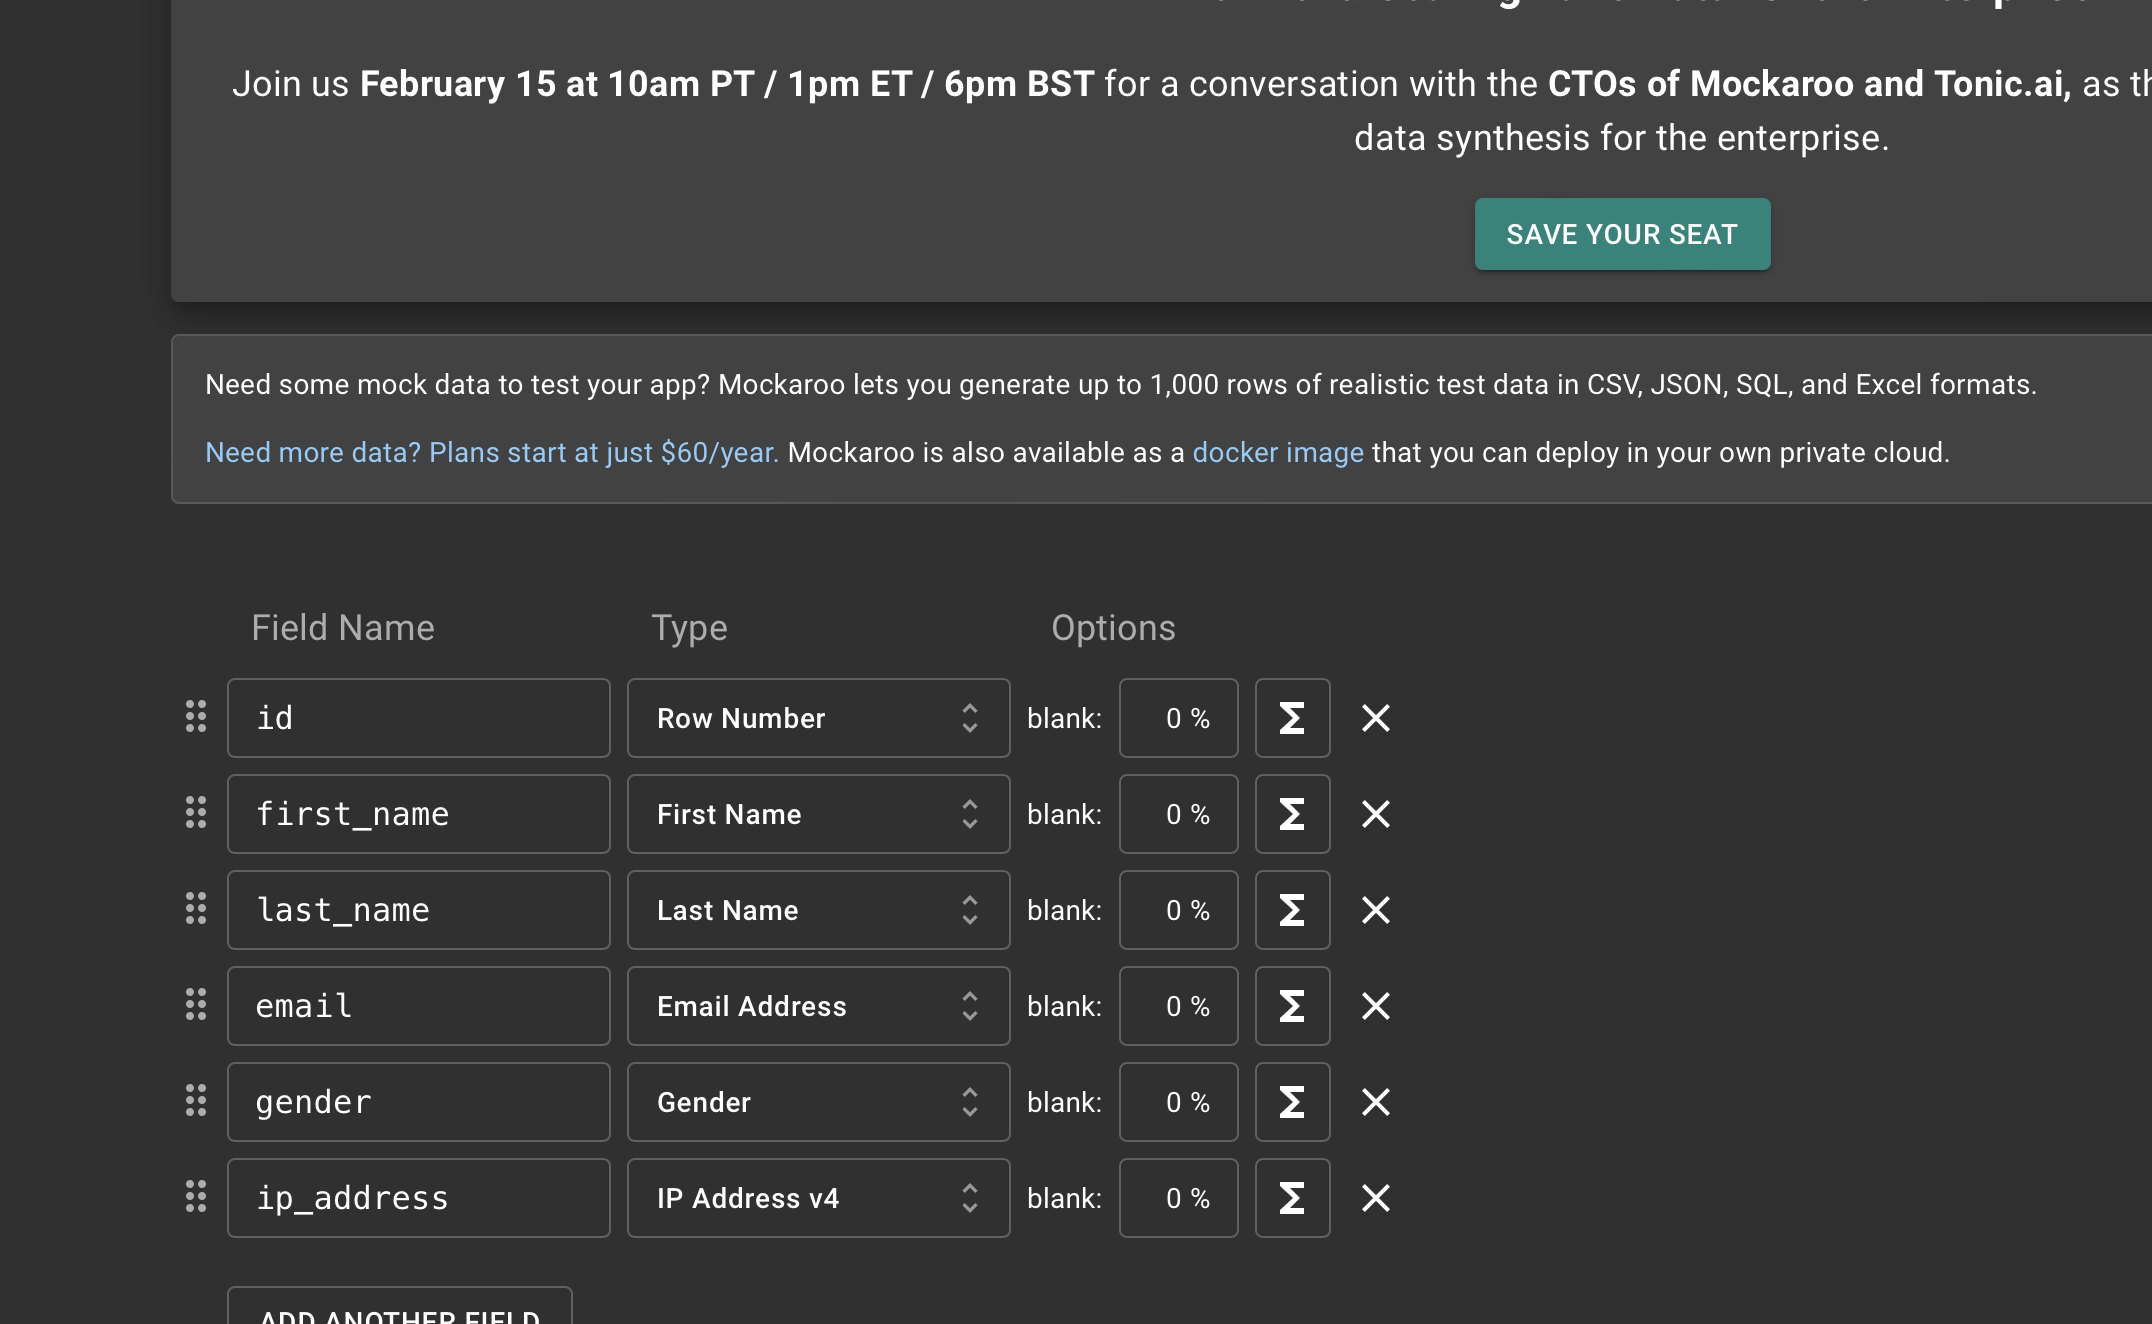 Join us February 15 at 10am PT / 1pm ET / 6pm BST for a conversation with the CTOs of Mockaroo and Tonic.ai, as
data synthesis for the enterprise.
SAVE YOUR SEAT
Need some mock data to test your app? Mockaroo lets you generate up to 1,000 rows of realistic test data in CSV, JSON, SQL, and Excel formats.
Need more data? Plans start at just $60/year. Mockaroo is also available as a docker image that you can deploy in your own private cloud.
Field Name Type Options
id Row Number blank: 0 % Σ
first_name First Name blank: 0 % Σ
last_name Last Name blank: 0 % Σ
email Email Address blank: 0 % Σ
gender Gender blank: 0 % Σ
ip_address IP Address v4 blank: 0 % Σ
ADD ANOTHER FIELD